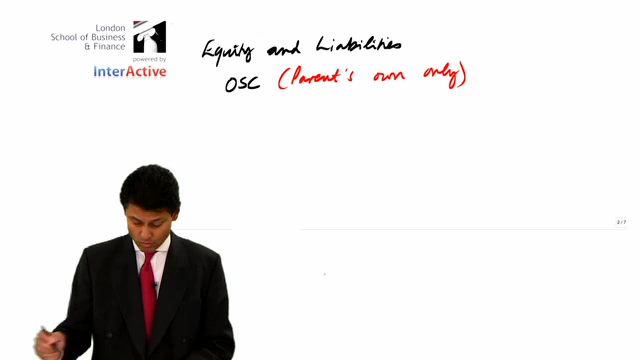 London
School of Business
& Finance
powered by
InterActive
Equity and Liabilities
OSC (Parent's own only)
2/7